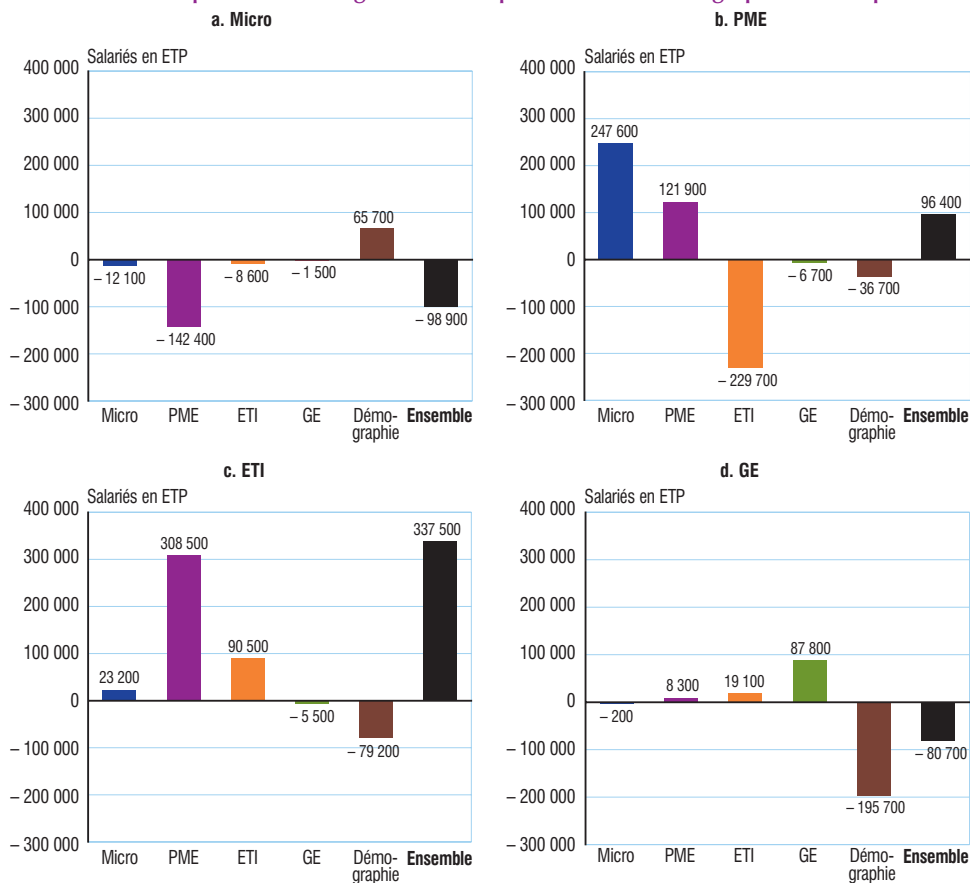 a. Micro
Salariés en ETP
400 000
300 000
200 000
100 000
0
– 100 000
– 200 000
– 300 000
– 12 100
– 142 400
– 8 600
– 1 500
65 700
– 98 900
Micro PME ETI GE Démo- Ensemble
graphie
b. PME
Salariés en ETP
400 000
300 000
200 000
100 000
0
– 100 000
– 200 000
– 300 000
247 600
121 900
– 229 700
– 6 700
– 36 700
96 400
Micro PME ETI GE Démo- Ensemble
graphie
c. ETI
Salariés en ETP
400 000
300 000
200 000
100 000
0
– 100 000
– 200 000
– 300 000
23 200
308 500
90 500
– 5 500
– 79 200
337 500
Micro PME ETI GE Démo- Ensemble
graphie
d. GE
Salariés en ETP
400 000
300 000
200 000
100 000
0
– 100 000
– 200 000
– 300 000
– 200
8 300
19 100
87 800
– 195 700
– 80 700
Micro PME ETI GE Démo- Ensemble
graphie